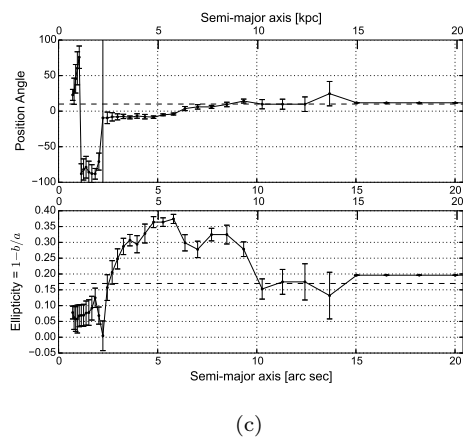 Semi-major axis [kpc]
0 5 10 15 20
100
50
0
−50
−100
Position Angle
0 5 10 15 20
0.40
0.35
0.30
0.25
0.20
0.15
0.10
0.05
0.00
−0.05
Ellipticity = 1−b/a
0 5 10 15 20
Semi-major axis [arc sec]
(c)